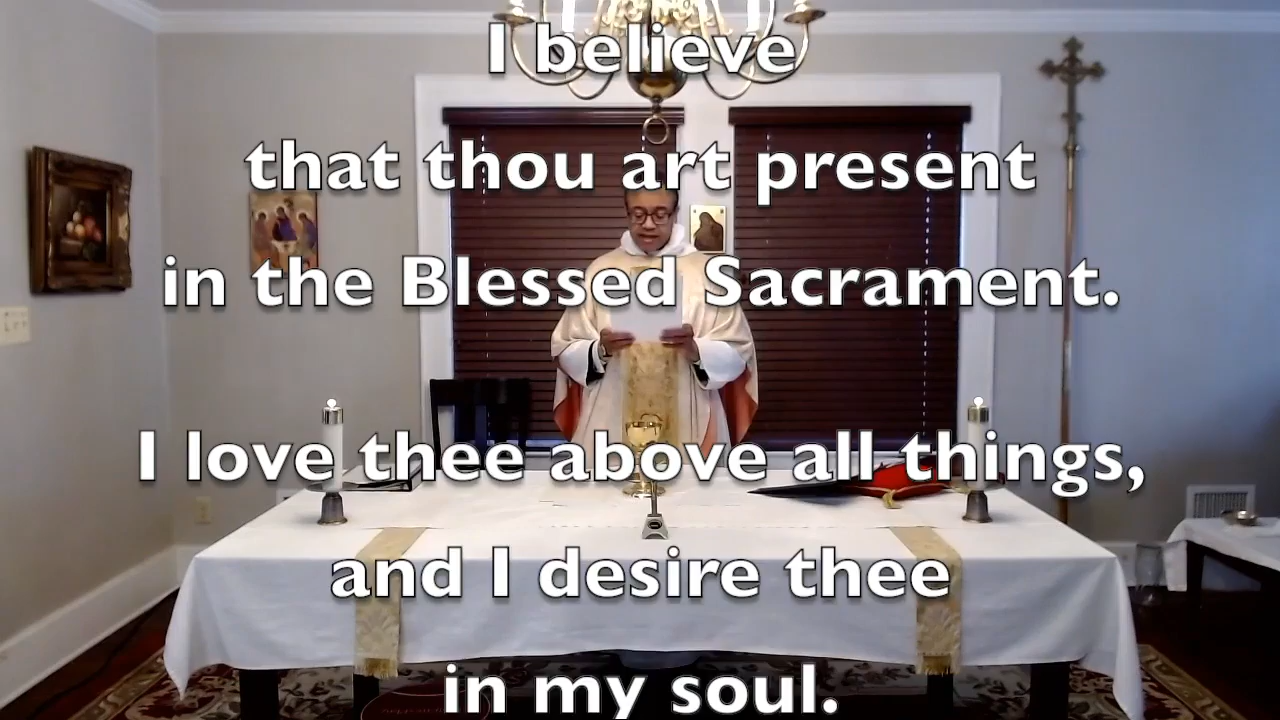 I believe
that thou art present
in the Blessed Sacrament.
I love thee above all things,
and I desire thee
in my soul.